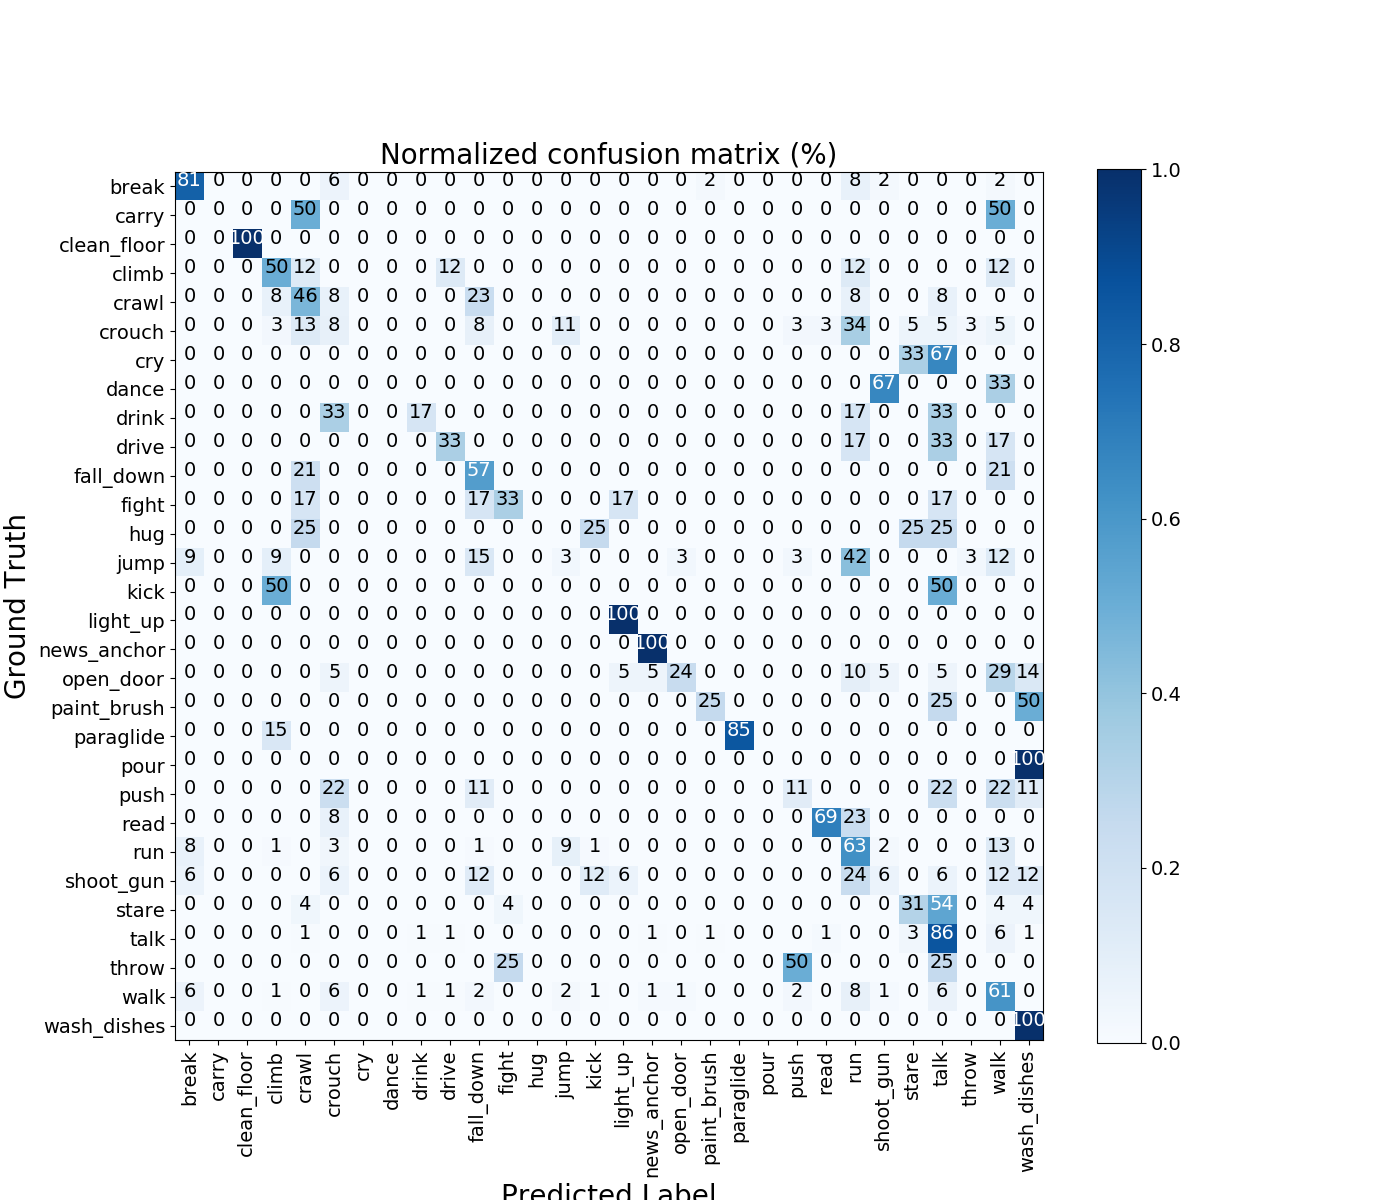 Normalized confusion matrix (%)
break 81 0 0 0 0 6 0 0 0 0 0 0 0 0 0 0 0 0 2 0 0 0 0 8 2 0 0 0 2 0
carry 0 0 0 0 50 0 0 0 0 0 0 0 0 0 0 0 0 0 0 0 0 0 0 0 0 0 0 0 50 0
clean_floor 0 0 100 0 0 0 0 0 0 0 0 0 0 0 0 0 0 0 0 0 0 0 0 0 0 0 0 0 0 0
climb 0 0 0 50 12 0 0 0 0 12 0 0 0 0 0 0 0 0 0 0 0 0 0 12 0 0 0 0 12 0
crawl 0 0 0 8 46 8 0 0 0 0 23 0 0 0 0 0 0 0 0 0 0 0 0 8 0 0 8 0 0 0
crouch 0 0 0 3 13 8 0 0 0 0 8 0 0 11 0 0 0 0 0 0 0 3 3 34 0 5 5 3 5 0
cry 0 0 0 0 0 0 0 0 0 0 0 0 0 0 0 0 0 0 0 0 0 0 0 0 0 33 67 0 0 0
dance 0 0 0 0 0 0 0 0 0 0 0 0 0 0 0 0 0 0 0 0 0 0 0 0 67 0 0 0 33 0
drink 0 0 0 0 0 33 0 0 17 0 0 0 0 0 0 0 0 0 0 0 0 0 0 17 0 0 33 0 0 0
drive 0 0 0 0 0 0 0 0 0 33 0 0 0 0 0 0 0 0 0 0 0 0 0 17 0 0 33 0 17 0
fall_down 0 0 0 0 21 0 0 0 0 0 57 0 0 0 0 0 0 0 0 0 0 0 0 0 0 0 0 0 21 0
fight 0 0 0 0 17 0 0 0 0 0 17 33 0 0 0 17 0 0 0 0 0 0 0 0 0 0 17 0 0 0
hug 0 0 0 0 25 0 0 0 0 0 0 0 0 0 25 0 0 0 0 0 0 0 0 0 0 25 25 0 0 0
jump 9 0 0 9 0 0 0 0 0 0 15 0 0 3 0 0 0 3 0 0 0 3 0 42 0 0 0 3 12 0
kick 0 0 0 50 0 0 0 0 0 0 0 0 0 0 0 0 0 0 0 0 0 0 0 0 0 0 50 0 0 0
light_up 0 0 0 0 0 0 0 0 0 0 0 0 0 0 0 100 0 0 0 0 0 0 0 0 0 0 0 0 0 0
news_anchor 0 0 0 0 0 0 0 0 0 0 0 0 0 0 0 0 100 0 0 0 0 0 0 0 0 0 0 0 0 0
open_door 0 0 0 0 0 5 0 0 0 0 0 0 0 0 0 5 5 24 0 0 0 0 0 10 5 0 5 0 29 14
paint_brush 0 0 0 0 0 0 0 0 0 0 0 0 0 0 0 0 0 0 25 0 0 0 0 0 0 0 25 0 0 50
paraglide 0 0 0 15 0 0 0 0 0 0 0 0 0 0 0 0 0 0 0 85 0 0 0 0 0 0 0 0 0 0
pour 0 0 0 0 0 0 0 0 0 0 0 0 0 0 0 0 0 0 0 0 0 0 0 0 0 0 0 0 0 100
push 0 0 0 0 0 22 0 0 0 0 11 0 0 0 0 0 0 0 0 0 0 11 0 0 0 0 22 0 22 11
read 0 0 0 0 0 8 0 0 0 0 0 0 0 0 0 0 0 0 0 0 0 0 69 23 0 0 0 0 0 0
run 8 0 0 1 0 3 0 0 0 0 1 0 0 9 1 0 0 0 0 0 0 0 0 63 2 0 0 0 13 0
shoot_gun 6 0 0 0 0 6 0 0 0 0 12 0 0 0 12 6 0 0 0 0 0 0 0 24 6 0 6 0 12 12
stare 0 0 0 0 4 0 0 0 0 0 0 4 0 0 0 0 0 0 0 0 0 0 0 0 0 31 54 0 4 4
talk 0 0 0 0 1 0 0 0 1 1 0 0 0 0 0 0 1 0 1 0 0 0 1 0 0 3 86 0 6 1
throw 0 0 0 0 0 0 0 0 0 0 0 25 0 0 0 0 0 0 0 0 0 50 0 0 0 0 25 0 0 0
walk 6 0 0 1 0 6 0 0 1 1 2 0 0 2 1 0 1 1 0 0 0 2 0 8 1 0 6 0 61 0
wash_dishes 0 0 0 0 0 0 0 0 0 0 0 0 0 0 0 0 0 0 0 0 0 0 0 0 0 0 0 0 0 100
break carry clean_floor climb crawl crouch cry dance drink drive fall_down fight hug jump kick light_up news_anchor open_door paint_brush paraglide pour push read run shoot_gun stare talk throw walk wash_dishes
Predicted Label
Ground Truth
1.0
0.8
0.6
0.4
0.2
0.0